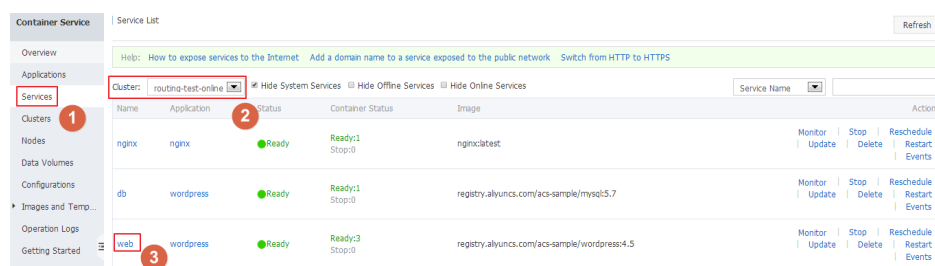 Container Service
Service List
Refresh
Overview
Help: How to expose services to the Internet Add a domain name to a service exposed to the public network Switch from HTTP to HTTPS
Applications
Services
Cluster: routing-test-online Hide System Services Hide Offline Services Hide Online Services Service Name
Clusters 1
2
Name Application Status Container Status Image Action
Nodes
nginx nginx Ready Ready:1 Stop:0 nginx:latest Monitor | Stop | Reschedule | Update | Delete | Restart | Events
Data Volumes
Configurations
db wordpress Ready Ready:1 Stop:0 registry.aliyuncs.com/acs-sample/mysql:5.7 Monitor | Stop | Reschedule | Update | Delete | Restart | Events
Images and Temp...
Operation Logs
web wordpress Ready Ready:3 Stop:0 registry.aliyuncs.com/acs-sample/wordpress:4.5 Monitor | Stop | Reschedule | Update | Delete | Restart | Events
Getting Started
3